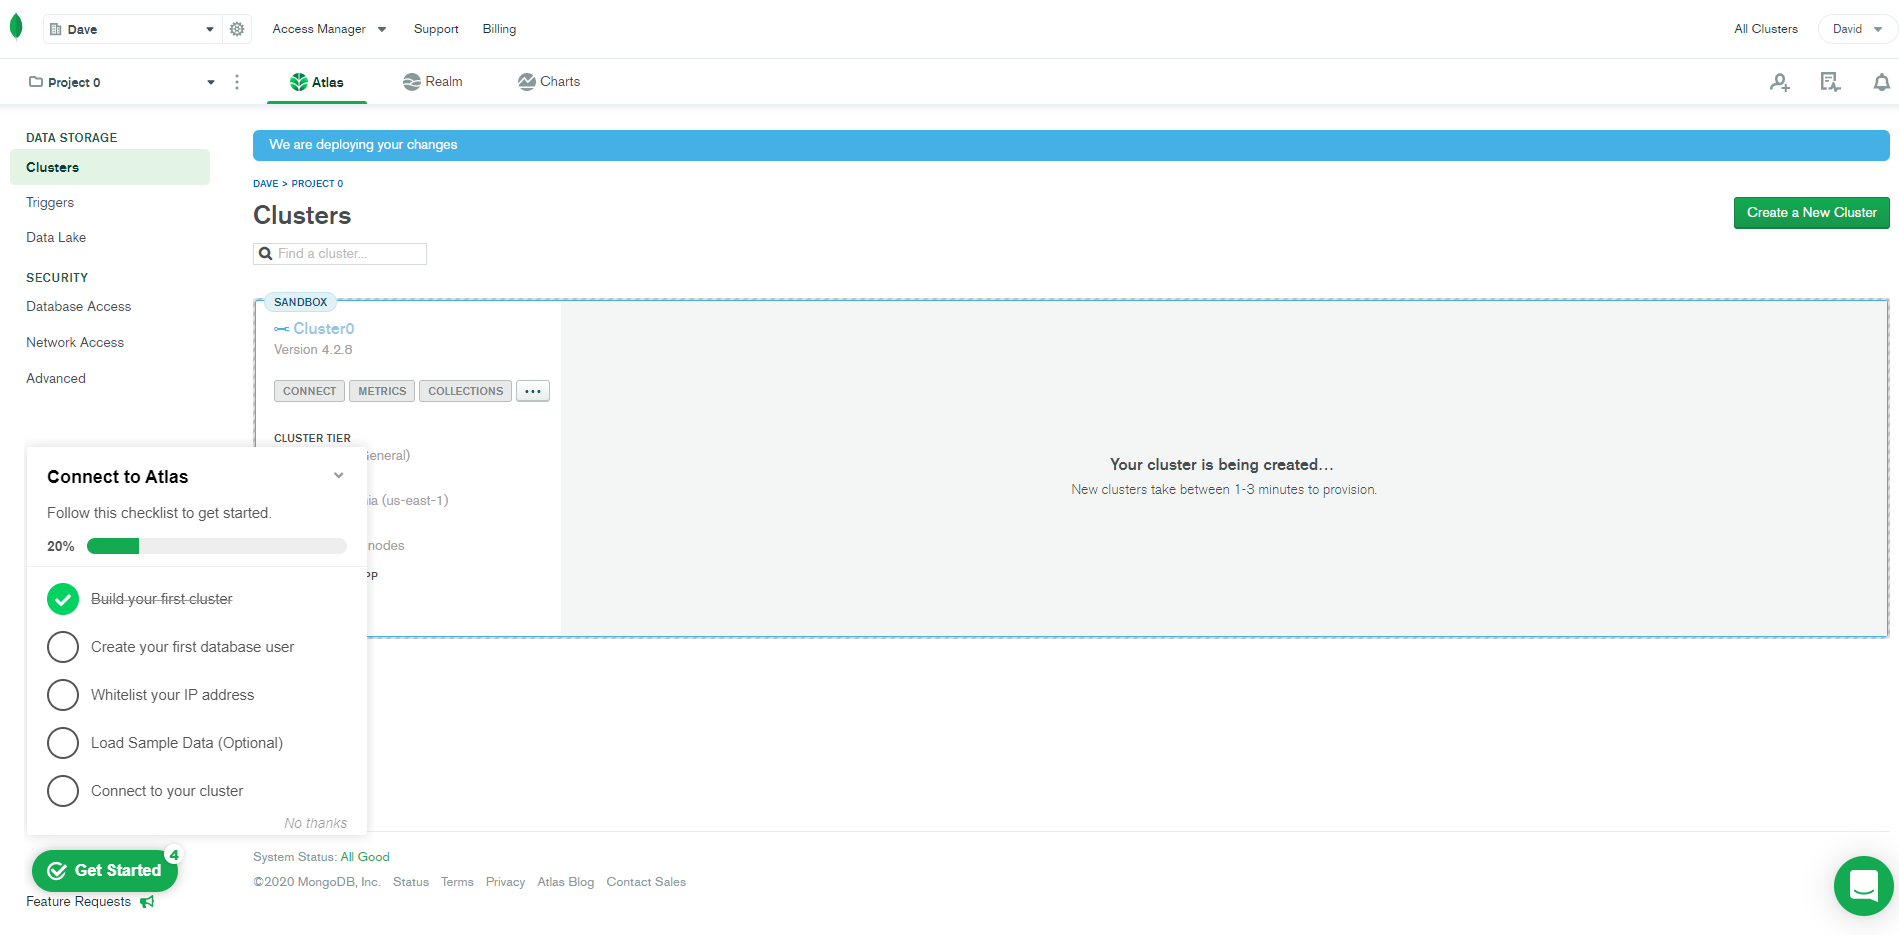 Dave
Access Manager
Support
Billing
All Clusters
David
Project 0
Atlas
Realm
Charts
DATA STORAGE
Clusters
Triggers
Data Lake
SECURITY
Database Access
Network Access
Advanced
We are deploying your changes
DAVE > PROJECT 0
Clusters
Create a New Cluster
Find a cluster...
SANDBOX
Cluster0
Version 4.2.8
CONNECT
METRICS
COLLECTIONS
...
CLUSTER TIER
General)
(us-east-1)
nodes
Your cluster is being created...
New clusters take between 1-3 minutes to provision.
Connect to Atlas
Follow this checklist to get started.
20%
Build your first cluster
Create your first database user
Whitelist your IP address
Load Sample Data (Optional)
Connect to your cluster
No thanks
Get Started
4
Feature Requests
System Status: All Good
©2020 MongoDB, Inc. Status Terms Privacy Atlas Blog Contact Sales